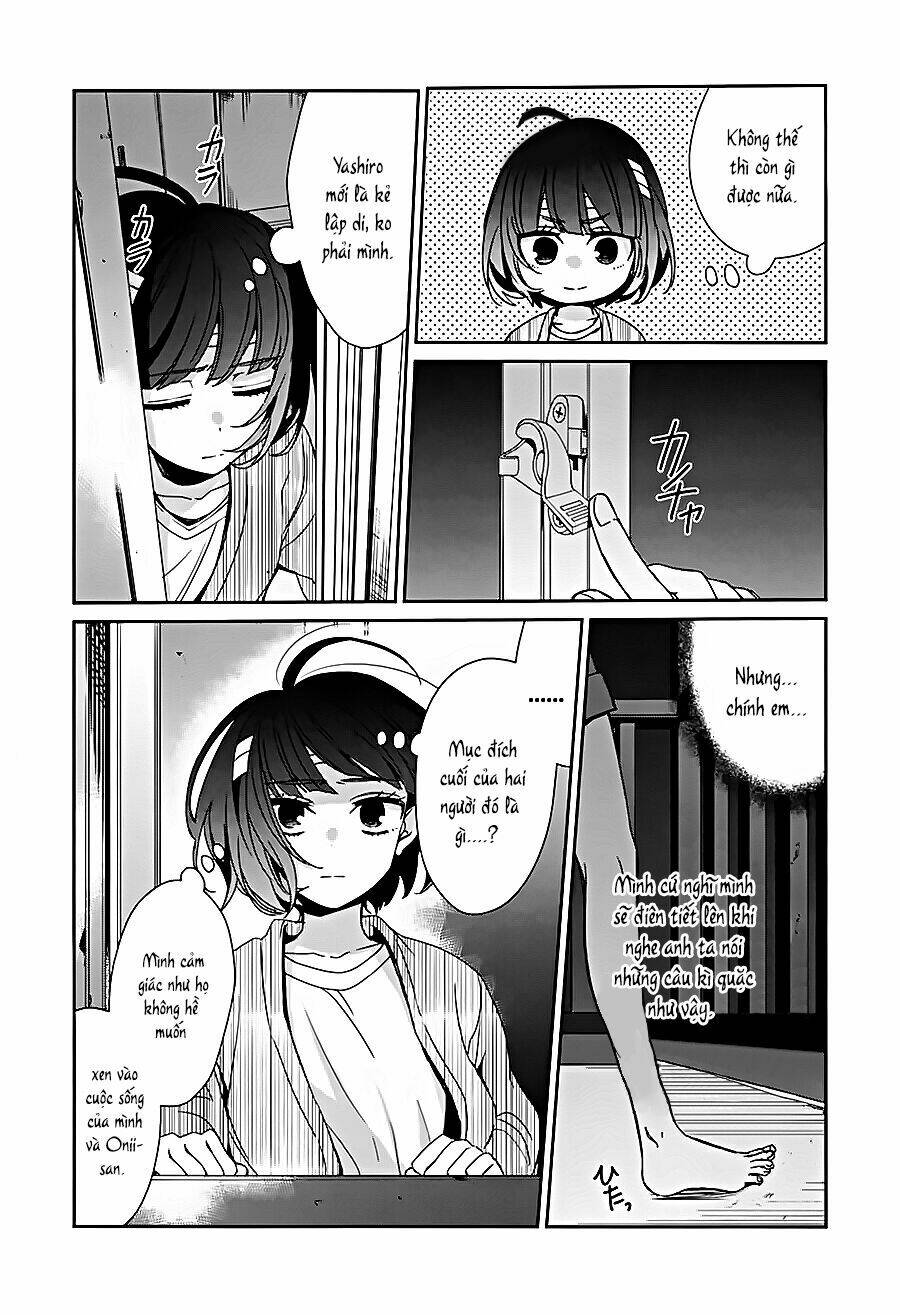 Không thế
thì còn gì
được nữa.
カチャ
Yashiro
mới là kẻ
lập dị, ko
phải mình.
カラ
カラ
Nhưng...
chính em...
Mình cứ nghĩ mình
sẽ điên tiết lên khi
nghe anh ta nói
những câu kì quặc
như vậy.
ひたっ
........
Mục đích
cuối của hai
người đó là
gì....?
Mình cảm
giác như họ
không hề
muốn
xen vào
cuộc sống
của mình
và Onii-
san.